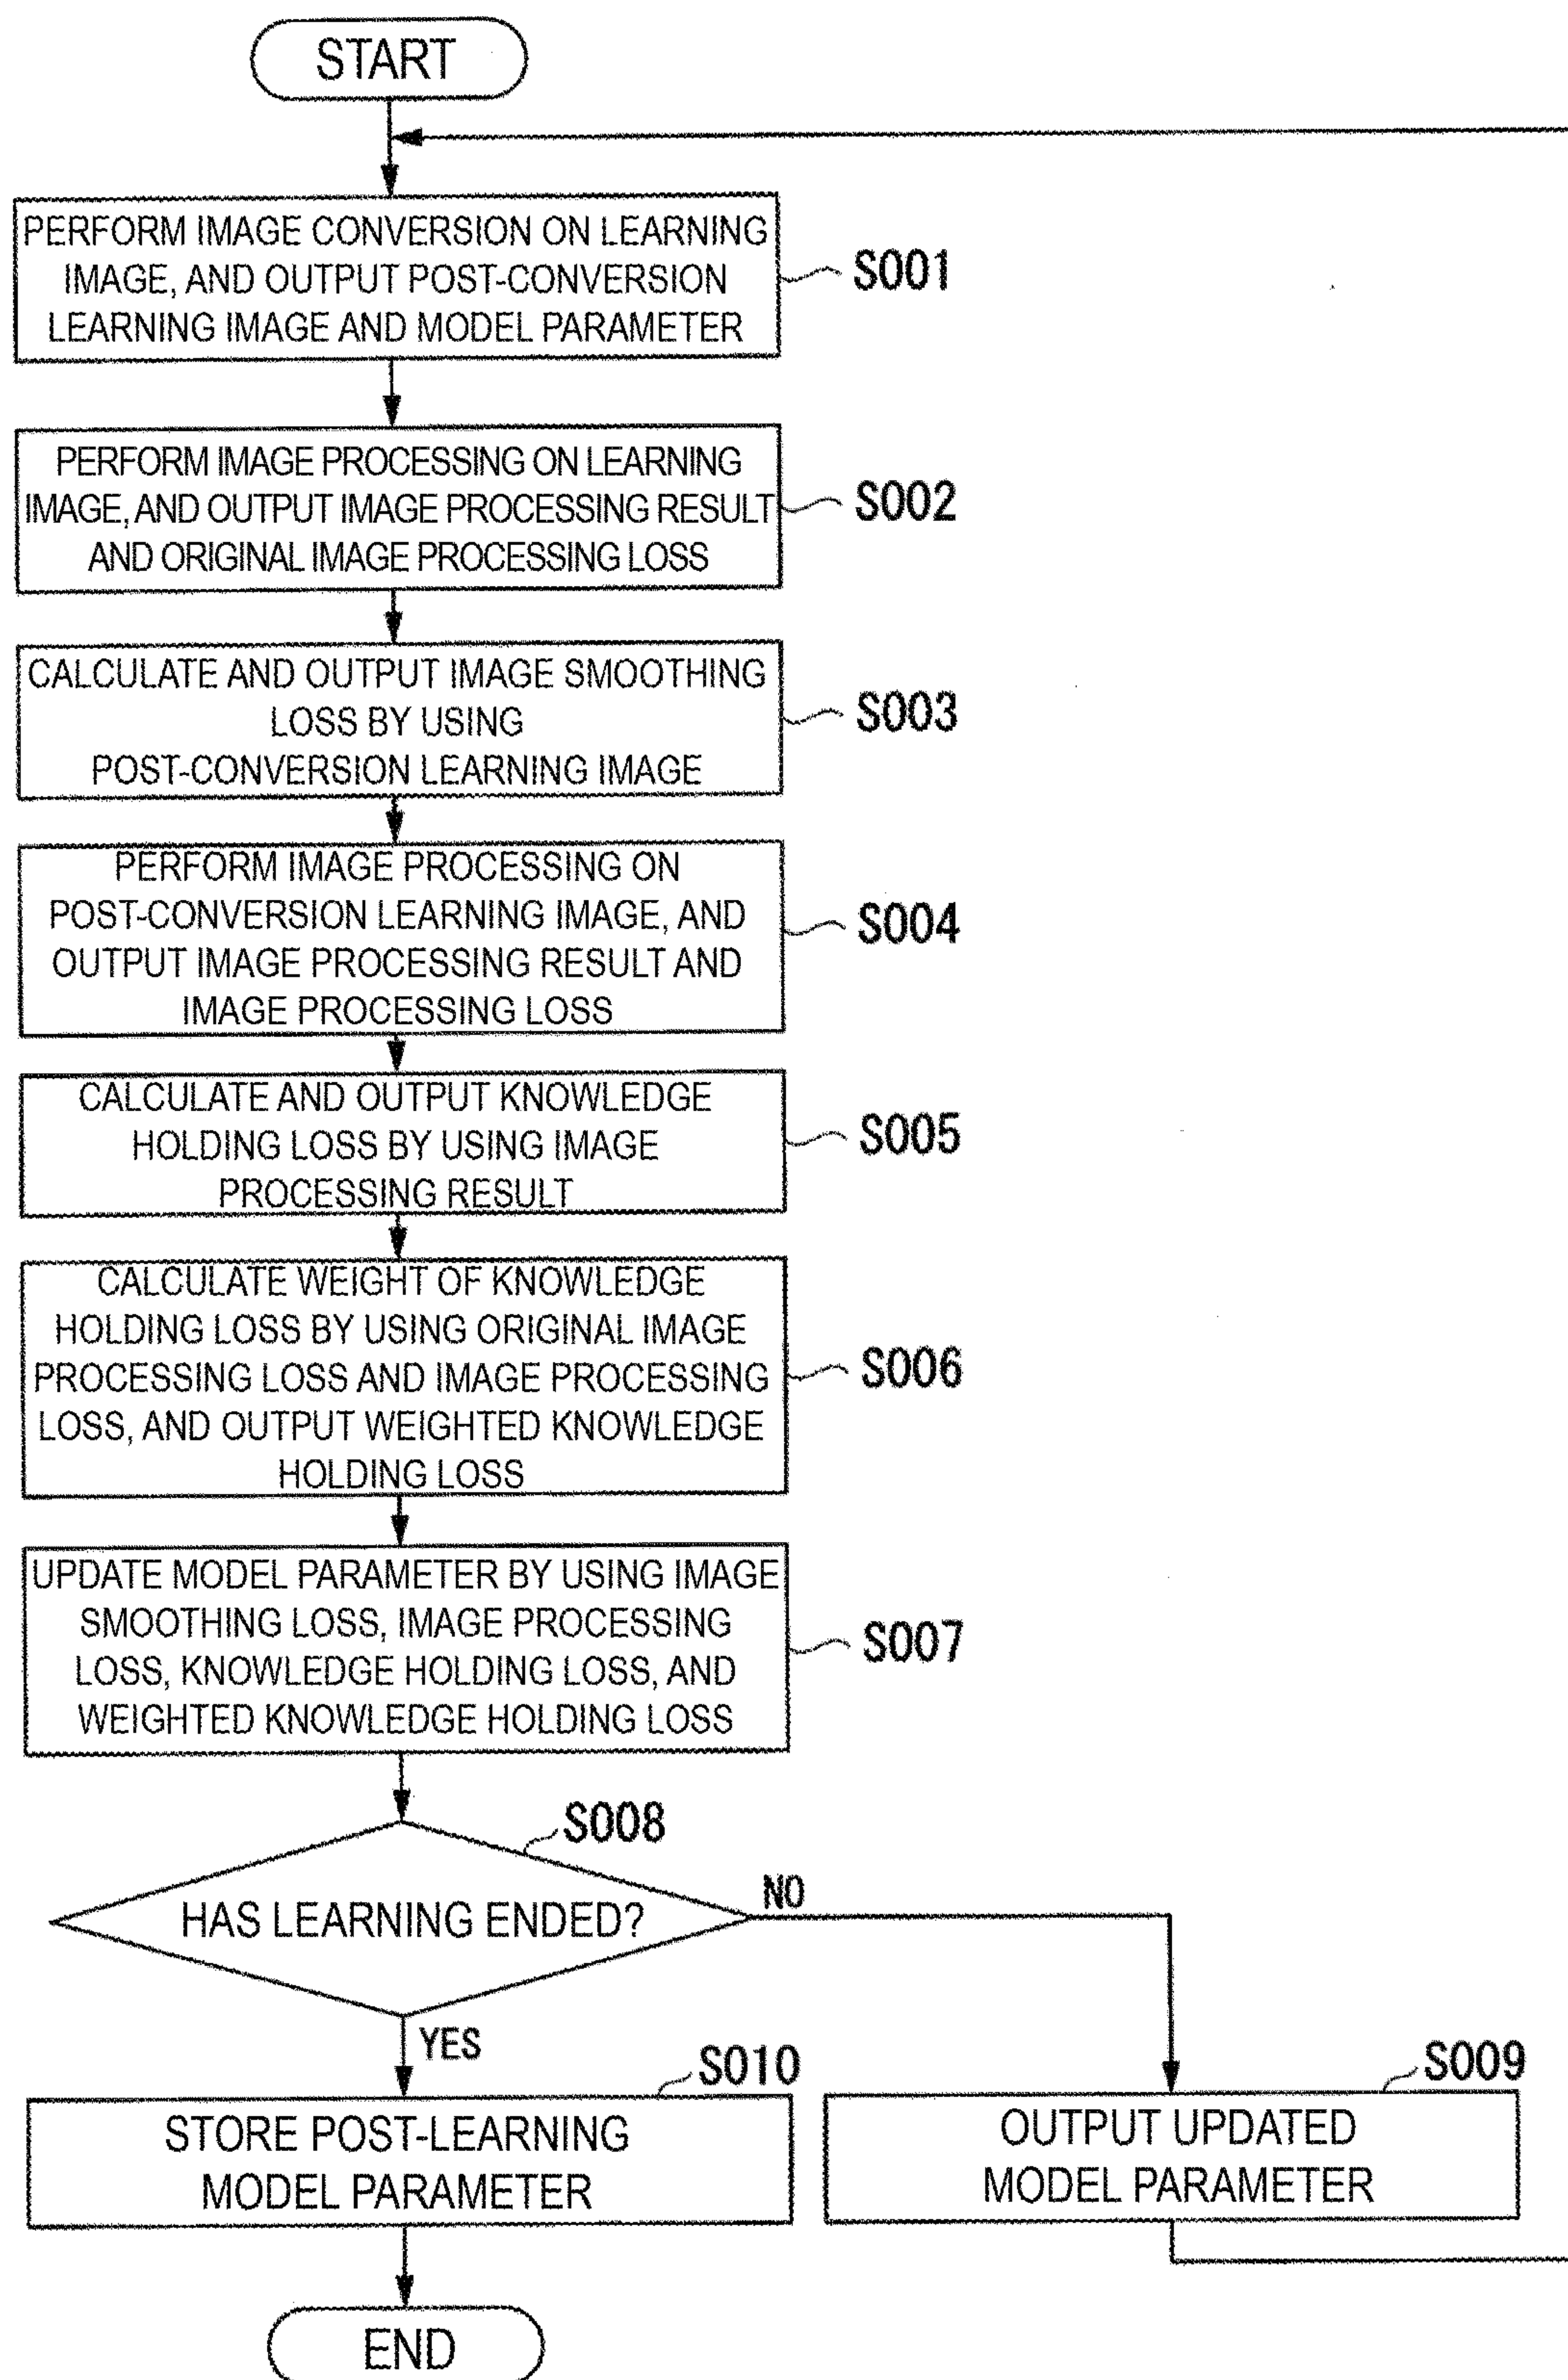 START
PERFORM IMAGE CONVERSION ON LEARNING
IMAGE, AND OUTPUT POST-CONVERSION
LEARNING IMAGE AND MODEL PARAMETER
S001
PERFORM IMAGE PROCESSING ON LEARNING
IMAGE, AND OUTPUT IMAGE PROCESSING RESULT
AND ORIGINAL IMAGE PROCESSING LOSS
S002
CALCULATE AND OUTPUT IMAGE SMOOTHING
LOSS BY USING
POST-CONVERSION LEARNING IMAGE
S003
PERFORM IMAGE PROCESSING ON
POST-CONVERSION LEARNING IMAGE, AND
OUTPUT IMAGE PROCESSING RESULT AND
IMAGE PROCESSING LOSS
S004
CALCULATE AND OUTPUT KNOWLEDGE
HOLDING LOSS BY USING IMAGE
PROCESSING RESULT
S005
CALCULATE WEIGHT OF KNOWLEDGE
HOLDING LOSS BY USING ORIGINAL IMAGE
PROCESSING LOSS AND IMAGE PROCESSING
LOSS, AND OUTPUT WEIGHTED KNOWLEDGE
HOLDING LOSS
S006
UPDATE MODEL PARAMETER BY USING IMAGE
SMOOTHING LOSS, IMAGE PROCESSING
LOSS, KNOWLEDGE HOLDING LOSS, AND
WEIGHTED KNOWLEDGE HOLDING LOSS
S007
S008
HAS LEARNING ENDED?
NO
YES
S010
STORE POST-LEARNING
MODEL PARAMETER
S009
OUTPUT UPDATED
MODEL PARAMETER
END